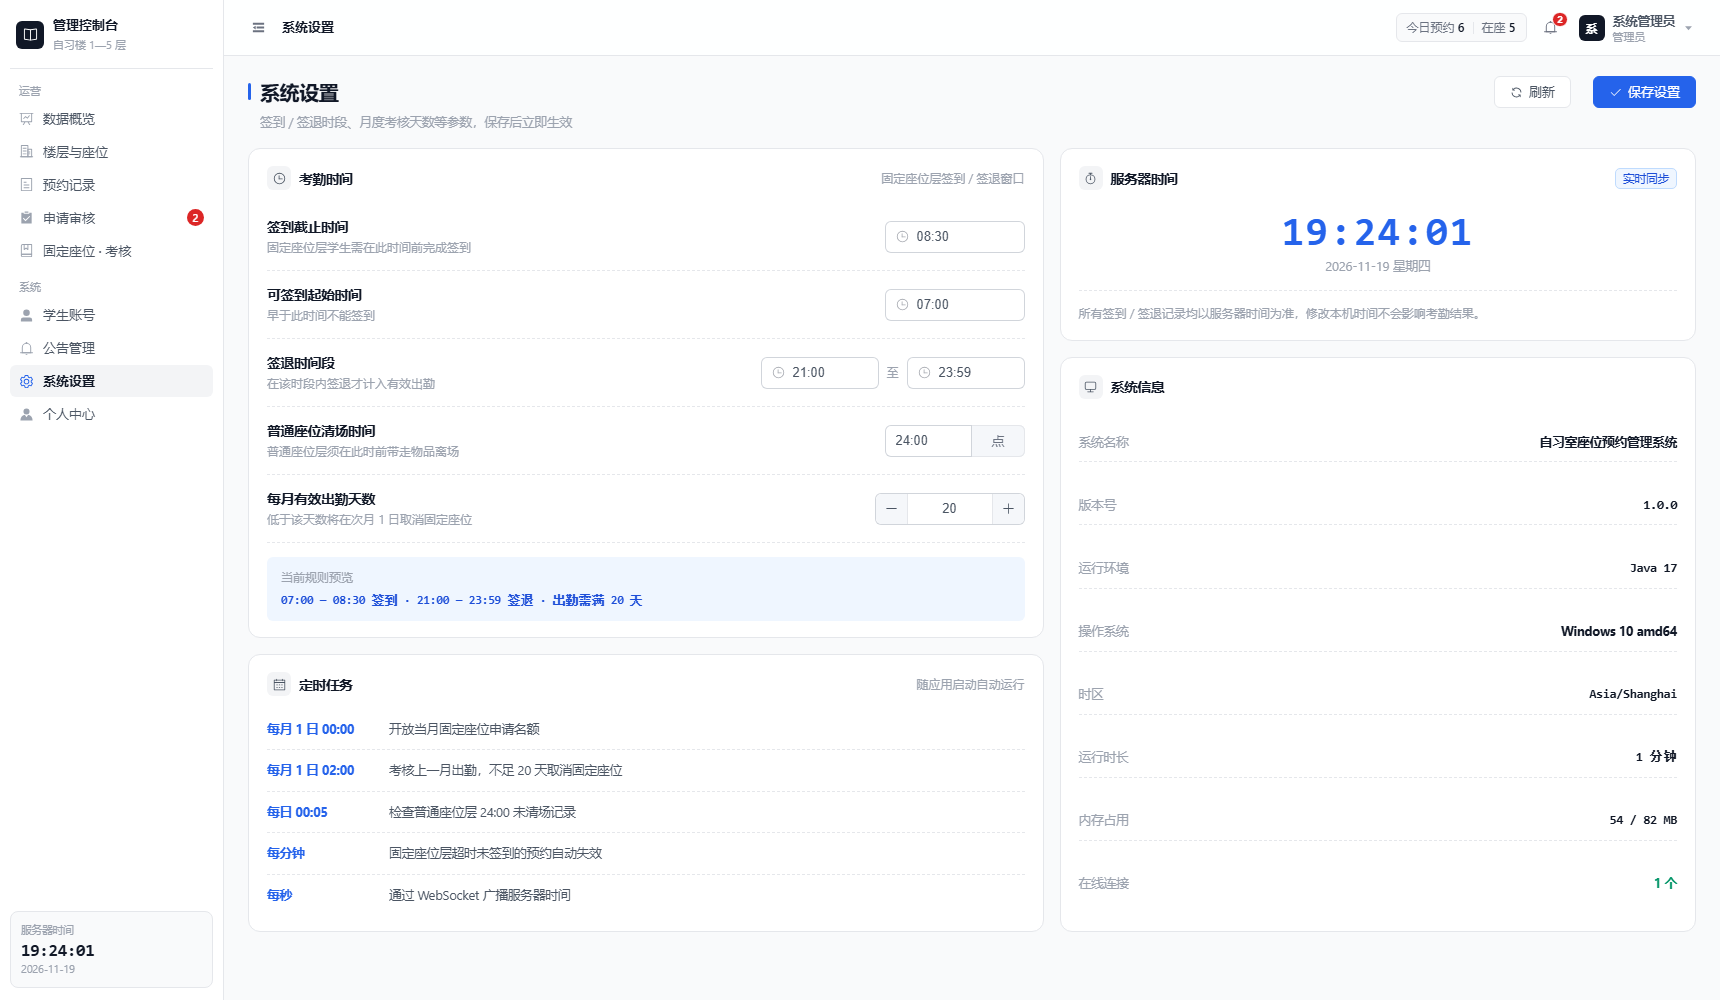 管理控制台
自习楼 1—5 层
运营
数据概览
楼层与座位
预约记录
申请审核
2
固定座位 · 考核
系统
学生账号
公告管理
系统设置
个人中心
服务器时间
19:24:01
2026-11-19
系统设置
今日预约 6 在座 5
2
系
系统管理员
管理员
系统设置
签到 / 签退时段、月度考核天数等参数，保存后立即生效
刷新
保存设置
考勤时间
固定座位层签到 / 签退窗口
签到截止时间
固定座位层学生需在此时间前完成签到
08:30
可签到起始时间
早于此时间不能签到
07:00
签退时间段
在该时段内签退才计入有效出勤
21:00 至 23:59
普通座位清场时间
普通座位层须在此时前带走物品离场
24:00 点
每月有效出勤天数
低于该天数将在次月 1 日取消固定座位
20
当前规则预览
07:00 — 08:30 签到 · 21:00 — 23:59 签退 · 出勤需满 20 天
定时任务
随应用启动自动运行
每月 1 日 00:00 开放当月固定座位申请名额
每月 1 日 02:00 考核上一月出勤，不足 20 天取消固定座位
每日 00:05 检查普通座位层 24:00 未清场记录
每分钟 固定座位层超时未签到的预约自动失效
每秒 通过 WebSocket 广播服务器时间
服务器时间
实时同步
19:24:01
2026-11-19 星期四
所有签到 / 签退记录均以服务器时间为准，修改本机时间不会影响考勤结果。
系统信息
系统名称 自习室座位预约管理系统
版本号 1.0.0
运行环境 Java 17
操作系统 Windows 10 amd64
时区 Asia/Shanghai
运行时长 1 分钟
内存占用 54 / 82 MB
在线连接 1 个